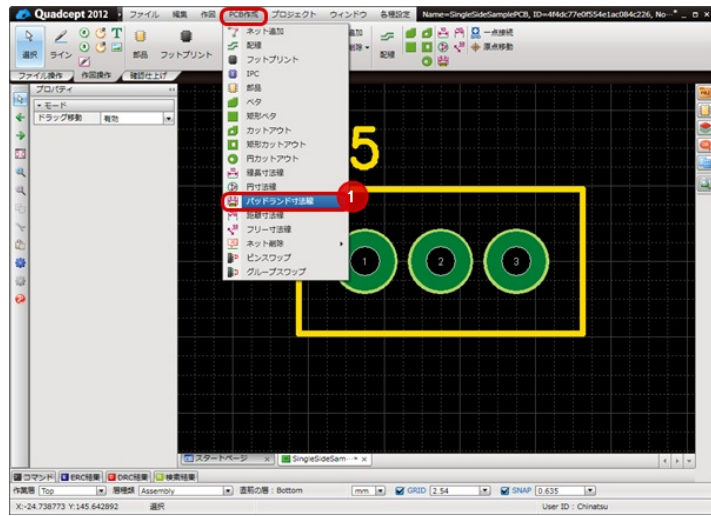 Quadcept 2012 ファイル 編集 作図 PCB作成 プロジェクト ウィンドウ 各種設定 Name=SingleSideSamplePCB, ID=4f4dc77e0f554e1ac084c226, No…*
選択 ライン 部品 フットプリント 追加 削除 配線 一点接続 原点移動
ファイル操作 作図操作 確認仕上げ
プロパティ
モード
ドラッグ移動 有効
ネット追加
配線
フットプリント
IPC
部品
ベタ
矩形ベタ
カットアウト
矩形カットアウト
円カットアウト
線長寸法線
円寸法線
パッドランド寸法線 1
距離寸法線
フリー寸法線
ネット削除
ピンスワップ
グループスワップ
5
1 2 3
スタートページ SingleSideSam…*
コマンド ERC結果 DRC結果 検索結果
作業層 Top 層種類 Assembly 直前の層 : Bottom mm GRID 2.54 SNAP 0.635
X:-24.738773 Y:145.642892 選択 User ID : Chinatsu